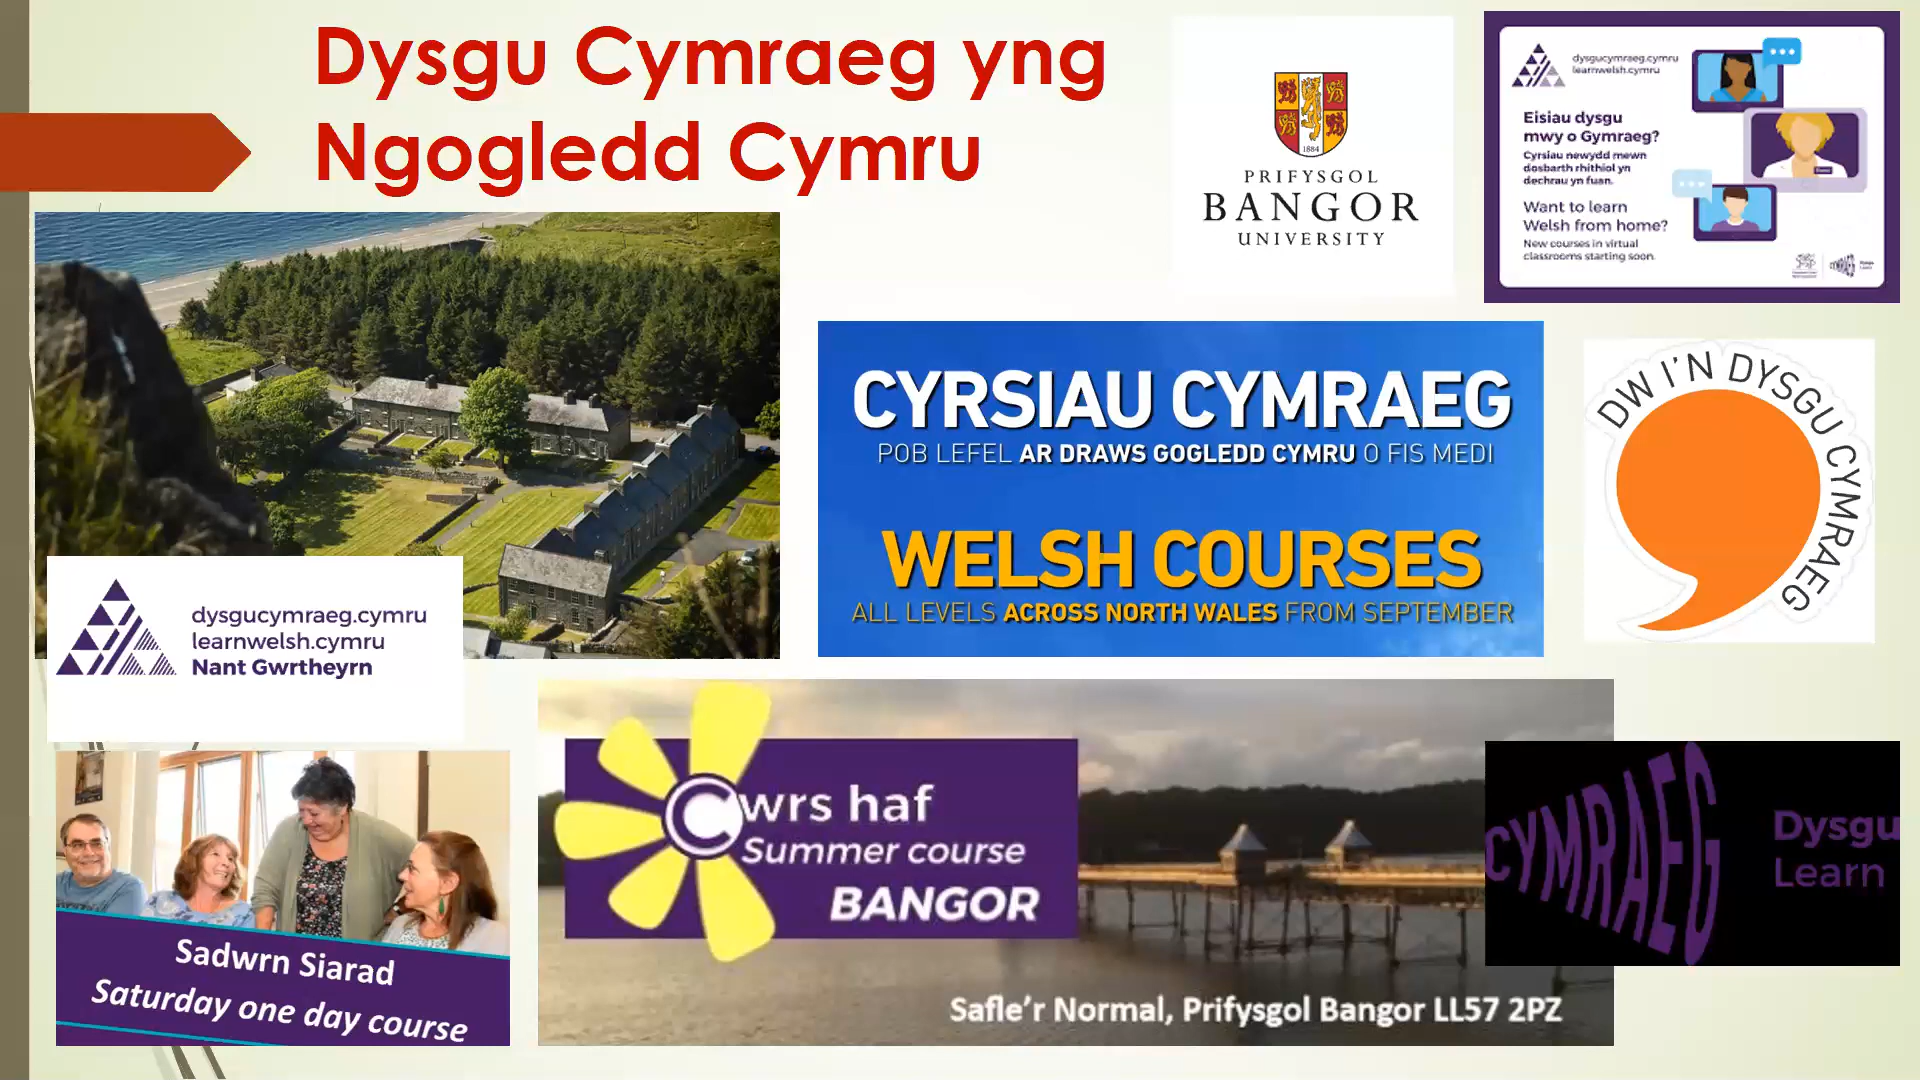 Dysgu Cymraeg yng
Ngogledd Cymru
1884
PRIFYSGOL
BANGOR
UNIVERSITY
dysgucymraeg.cymru
learnwelsh.cymru
Eisiau dysgu
mwy o Gymraeg?
Cyrsiau newydd mewn
dosbarth rhithiol yn
dechrau yn fuan.
Want to learn
Welsh from home?
New courses in virtual
classrooms starting soon.
CYMRAEG
CYRSIAU CYMRAEG
POB LEFEL AR DRAWS GOGLEDD CYMRU O FIS MEDI
WELSH COURSES
ALL LEVELS ACROSS NORTH WALES FROM SEPTEMBER
DW I'N DYSGU CYMRAEG
dysgucymraeg.cymru
learnwelsh.cymru
Nant Gwrtheyrn
Sadwrn Siarad
Saturday one day course
Cwrs haf
Summer course
BANGOR
Safle'r Normal, Prifysgol Bangor LL57 2PZ
CYMRAEG
Dysgu
Learn